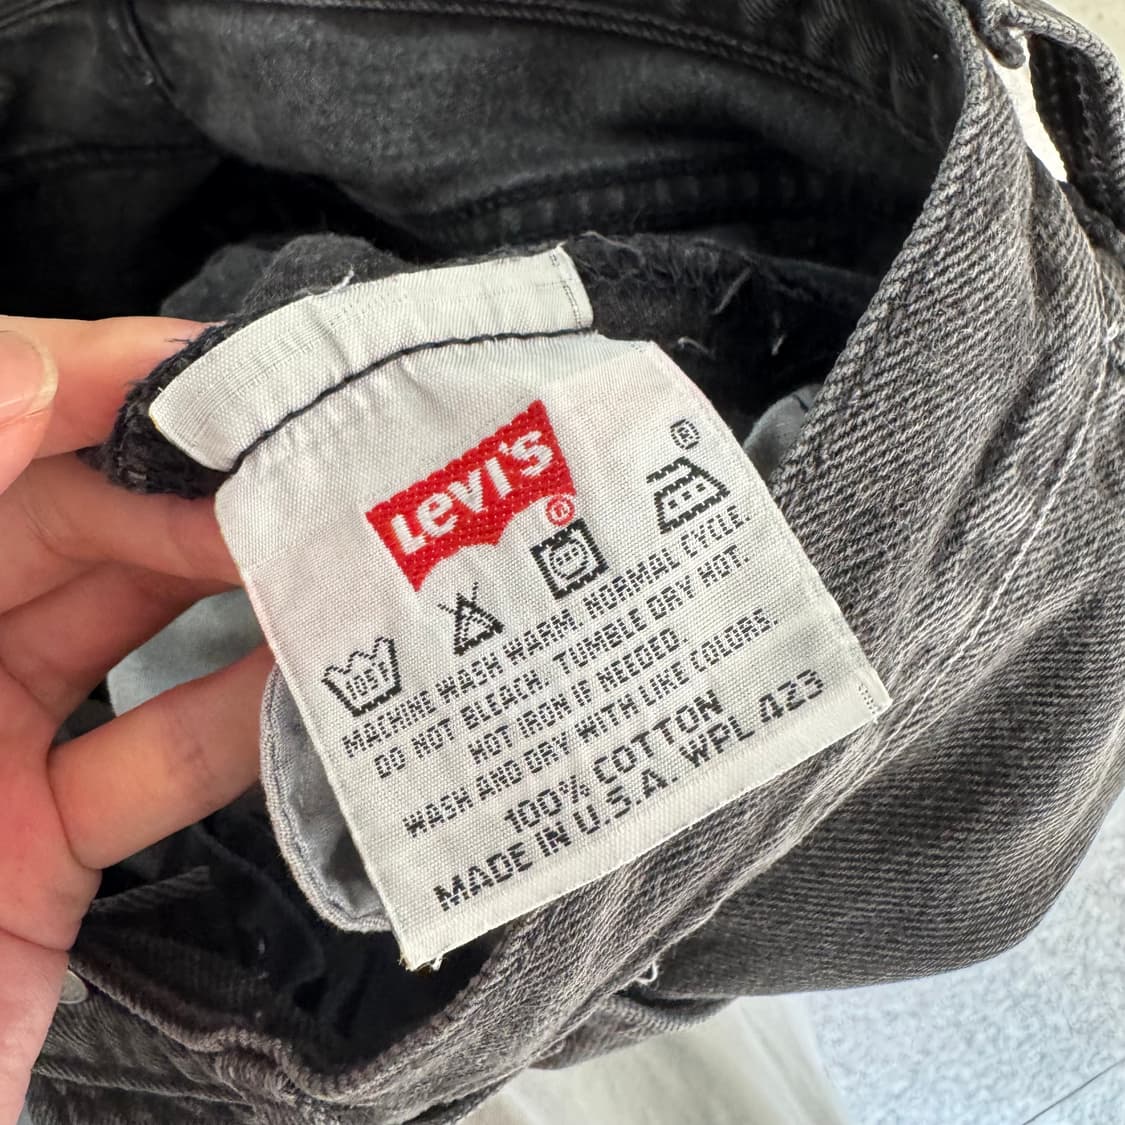 Levi's
®
®
105
MACHINE WASH WARM. NORMAL CYCLE.
DO NOT BLEACH. TUMBLE DRY HOT.
HOT IRON IF NEEDED.
WASH AND DRY WITH LIKE COLORS.
100% COTTON
MADE IN U.S.A. WPL 423